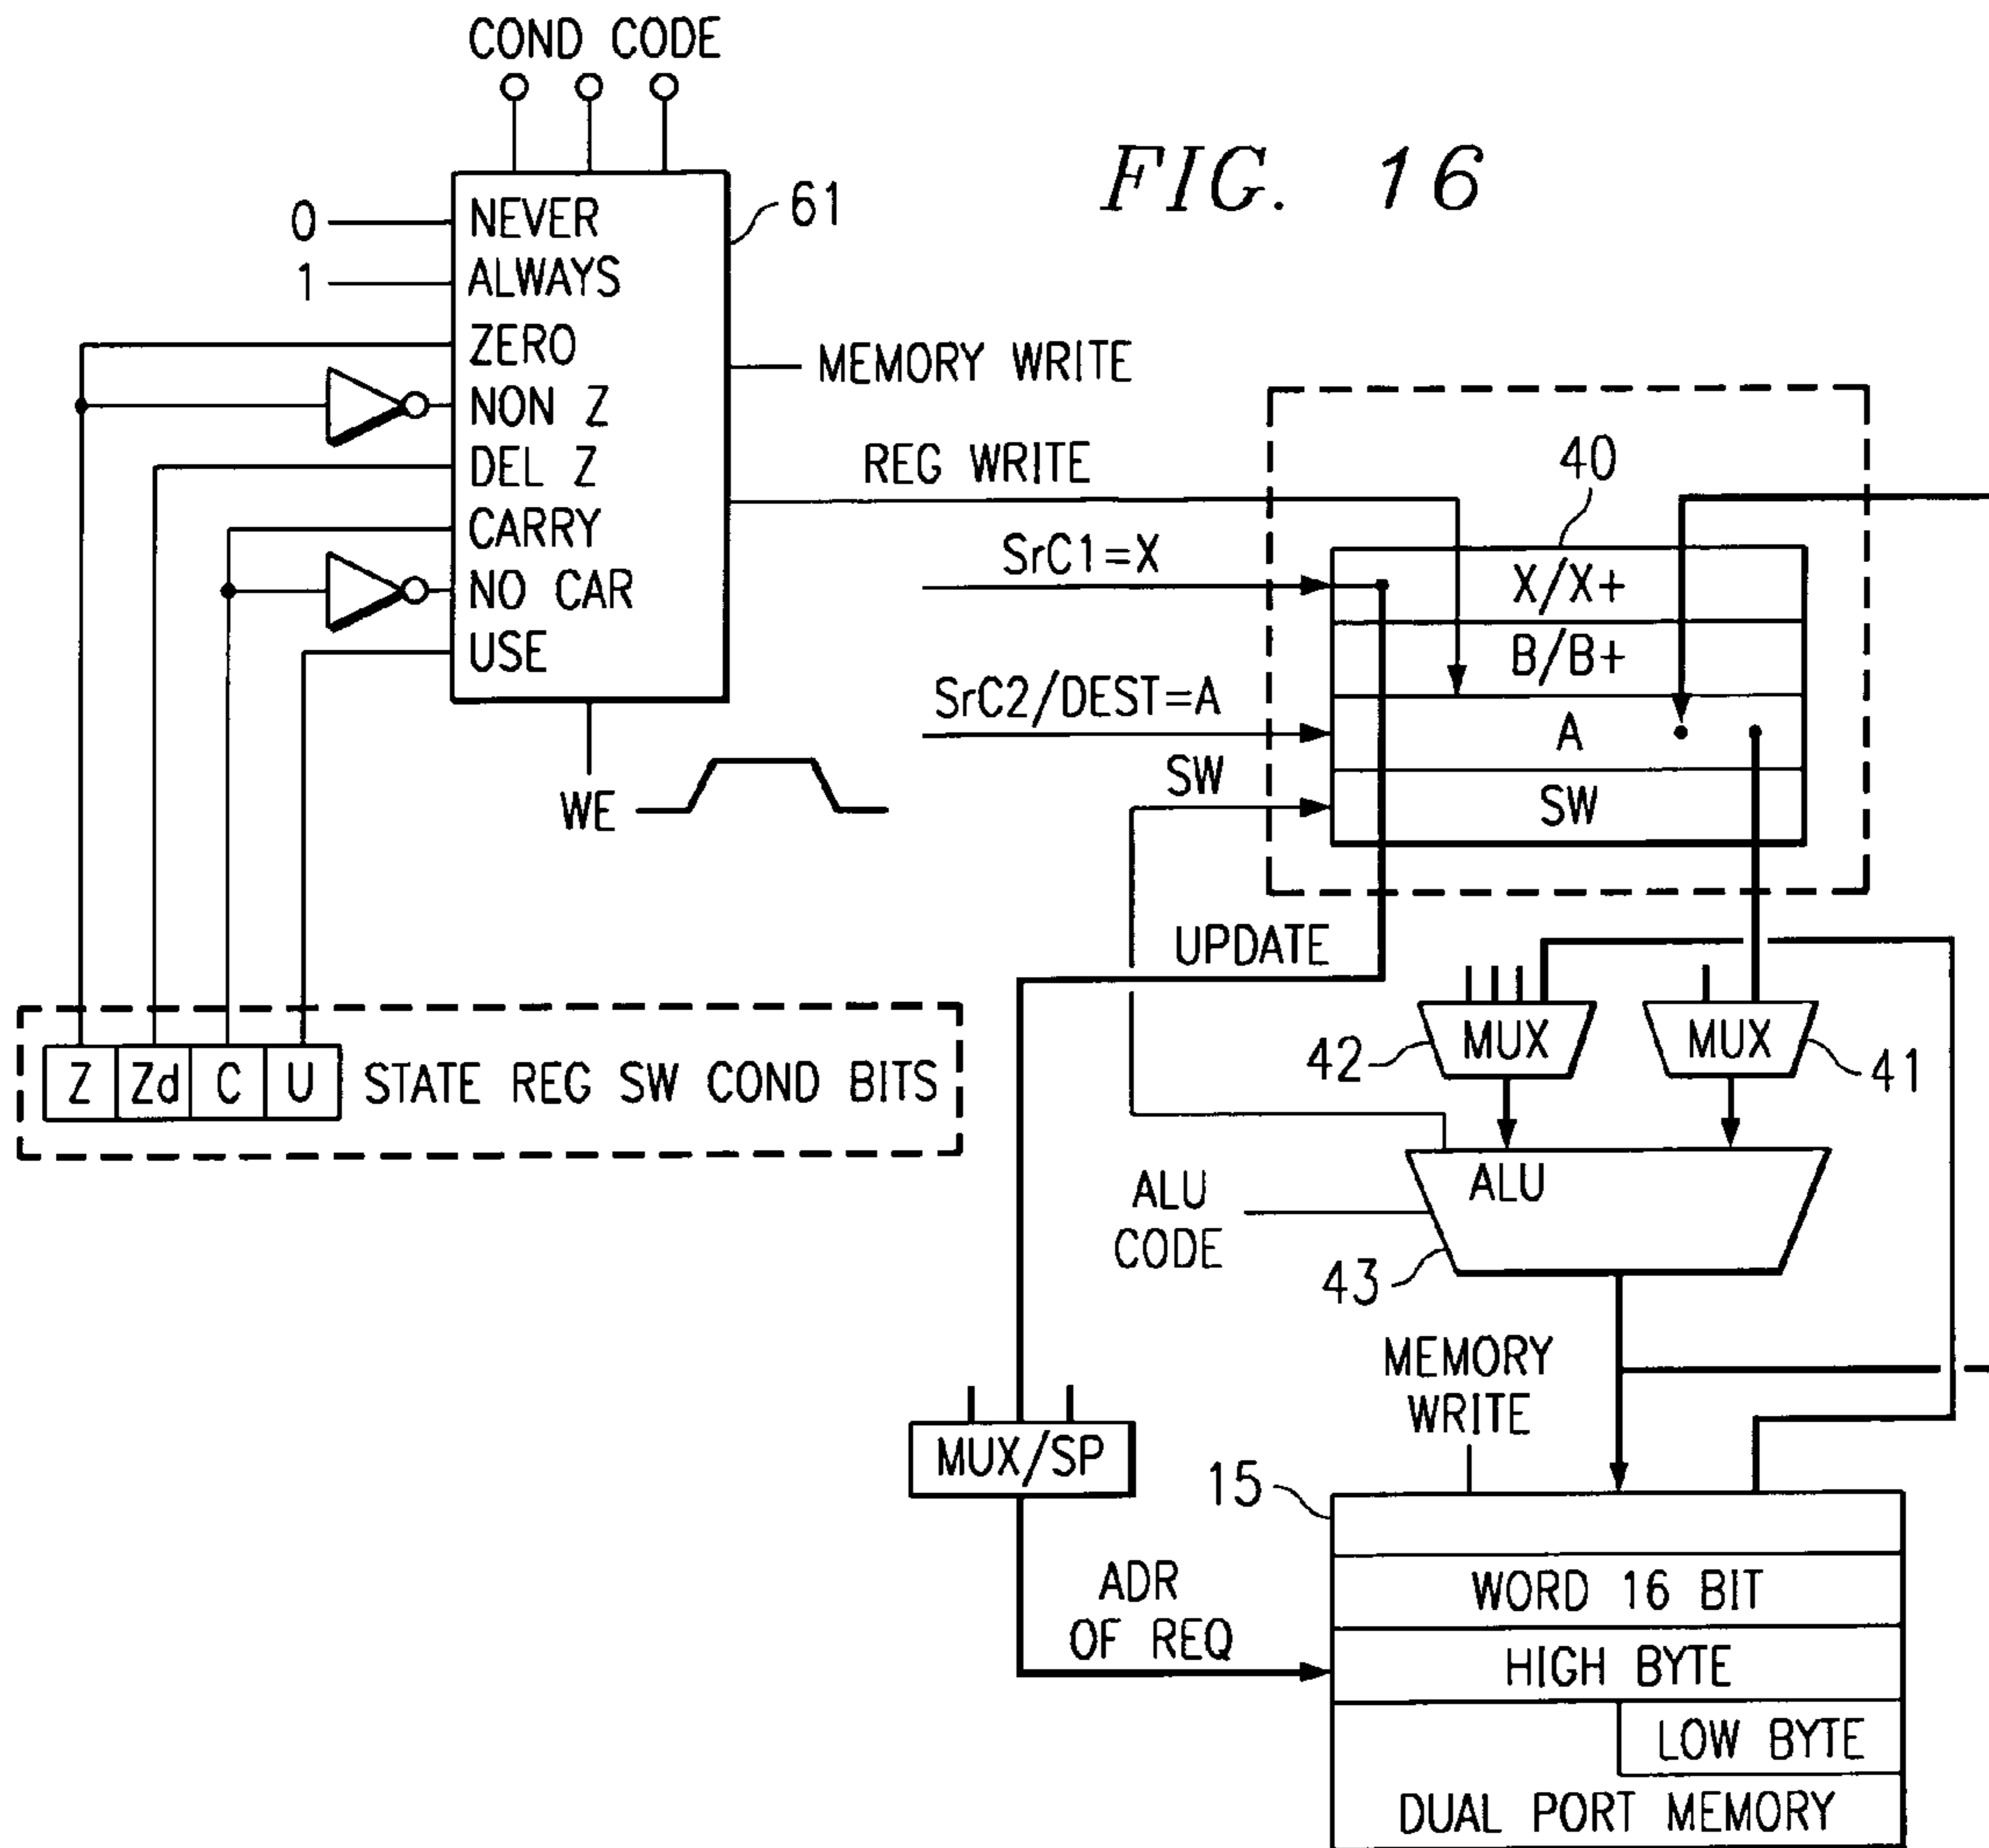 COND CODE
FIG. 16
61
0
NEVER
1
ALWAYS
ZERO
MEMORY WRITE
NON Z
DEL Z
REG WRITE
40
CARRY
SrC1=X
X/X+
NO CAR
B/B+
USE
SrC2/DEST=A
A
SW
SW
WE
UPDATE
42
MUX
MUX
41
Z Zd C U STATE REG SW COND BITS
ALU
ALU
CODE
43
MEMORY
WRITE
MUX/SP
15
ADR
OF REQ
WORD 16 BIT
HIGH BYTE
LOW BYTE
DUAL PORT MEMORY